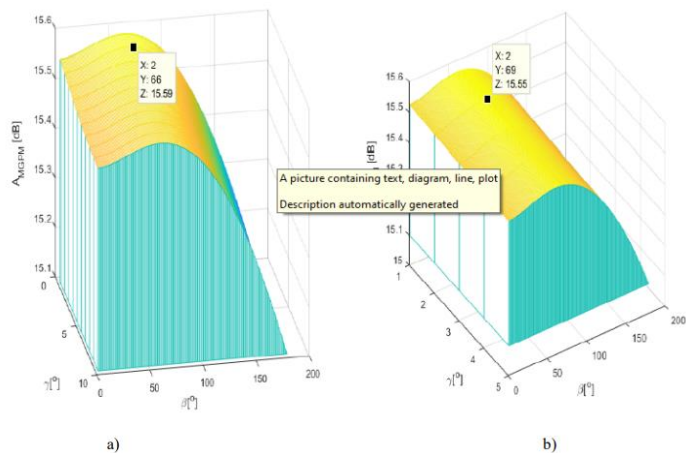 15.6
15.5
15.4
15.3
15.2
15.1
A_MGFM [dB]
X: 2
Y: 66
Z: 15.59
0
5
10
γ[°]
0
50
100
150
200
β[°]
a)
15.6
15.5
15.4
15.3
15.1
15
[dB]
X: 2
Y: 69
Z: 15.55
A picture containing text, diagram, line, plot
Description automatically generated
1
2
3
4
5
γ[°]
0
50
100
150
200
β[°]
b)